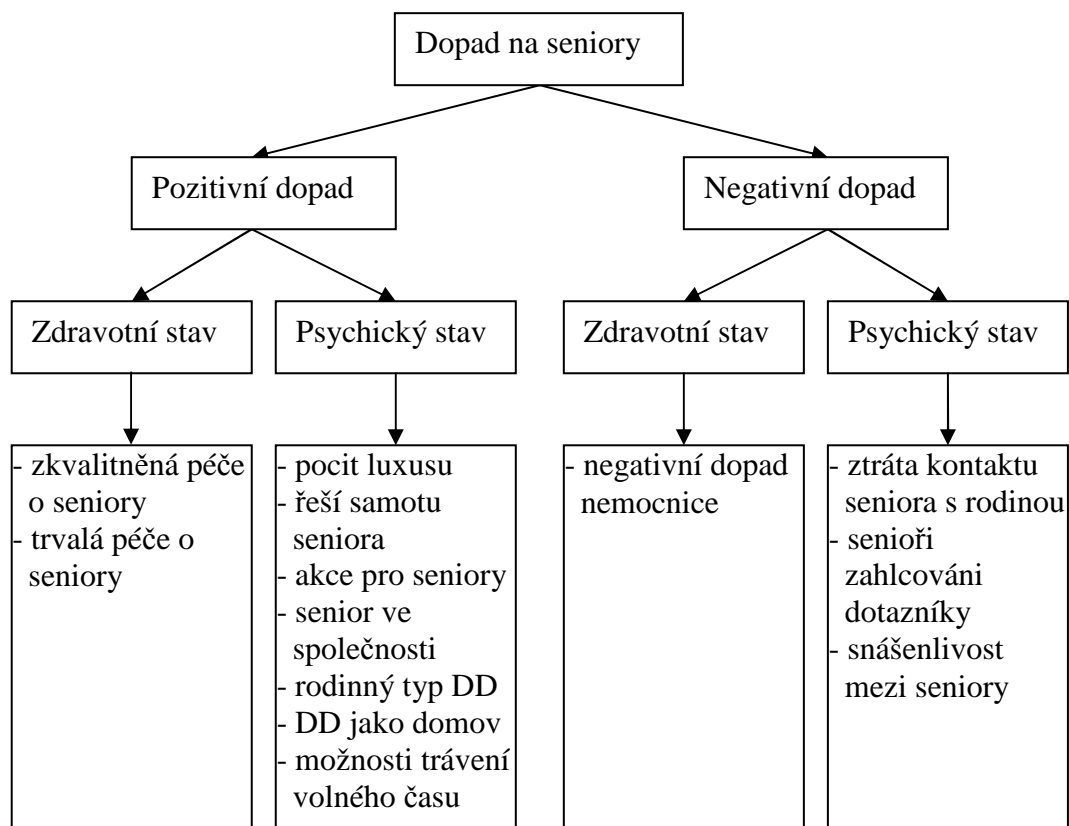 Dopad na seniory
Pozitivní dopad
Negativní dopad
Zdravotní stav
Psychický stav
Zdravotní stav
Psychický stav
- zkvalitněná péče
o seniory
- trvalá péče o
seniory
- pocit luxusu
- řeší samotu
seniora
- akce pro seniory
- senior ve
společnosti
- rodinný typ DD
- DD jako domov
- možnosti trávení
volného času
- negativní dopad
nemocnice
- ztráta kontaktu
seniora s rodinou
- senioři
zahlcováni
dotazníky
- snášenlivost
mezi seniory